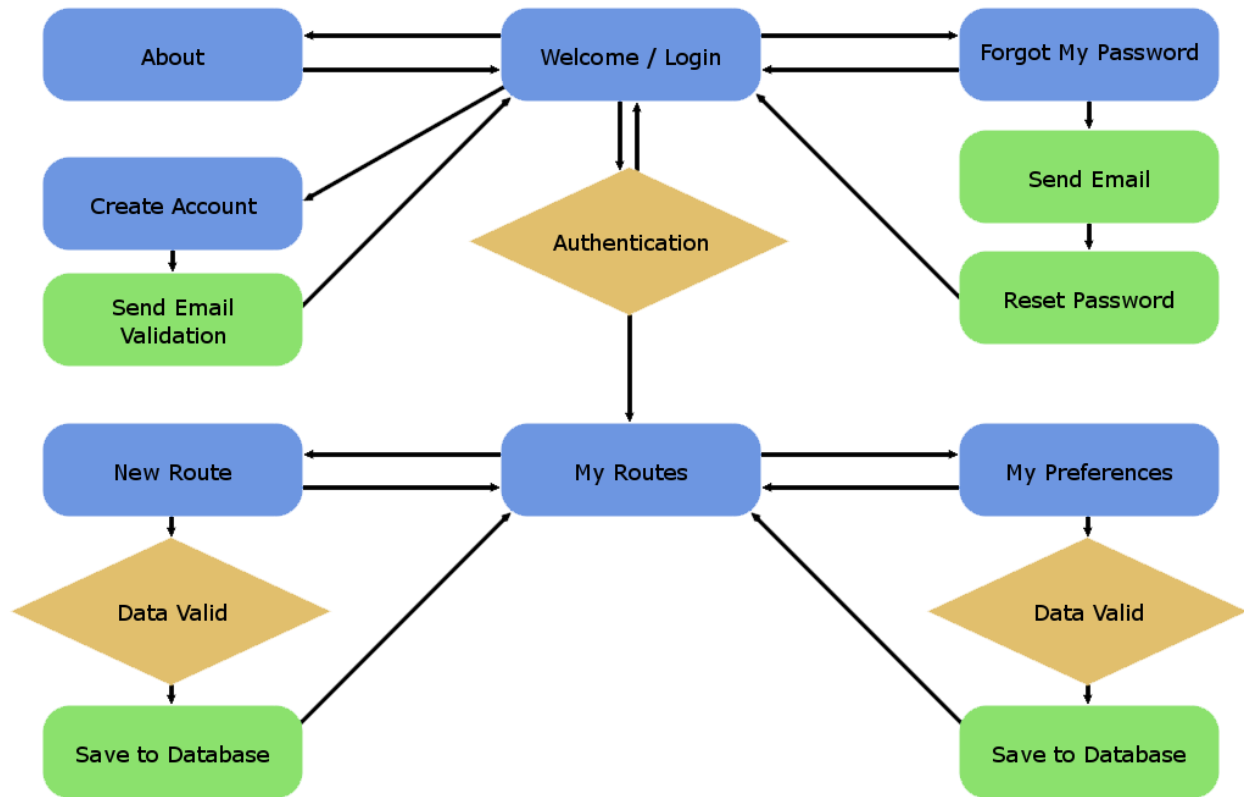 About
Welcome / Login
Forgot My Password
Create Account
Authentication
Send Email
Send Email
Validation
Reset Password
New Route
My Routes
My Preferences
Data Valid
Data Valid
Save to Database
Save to Database